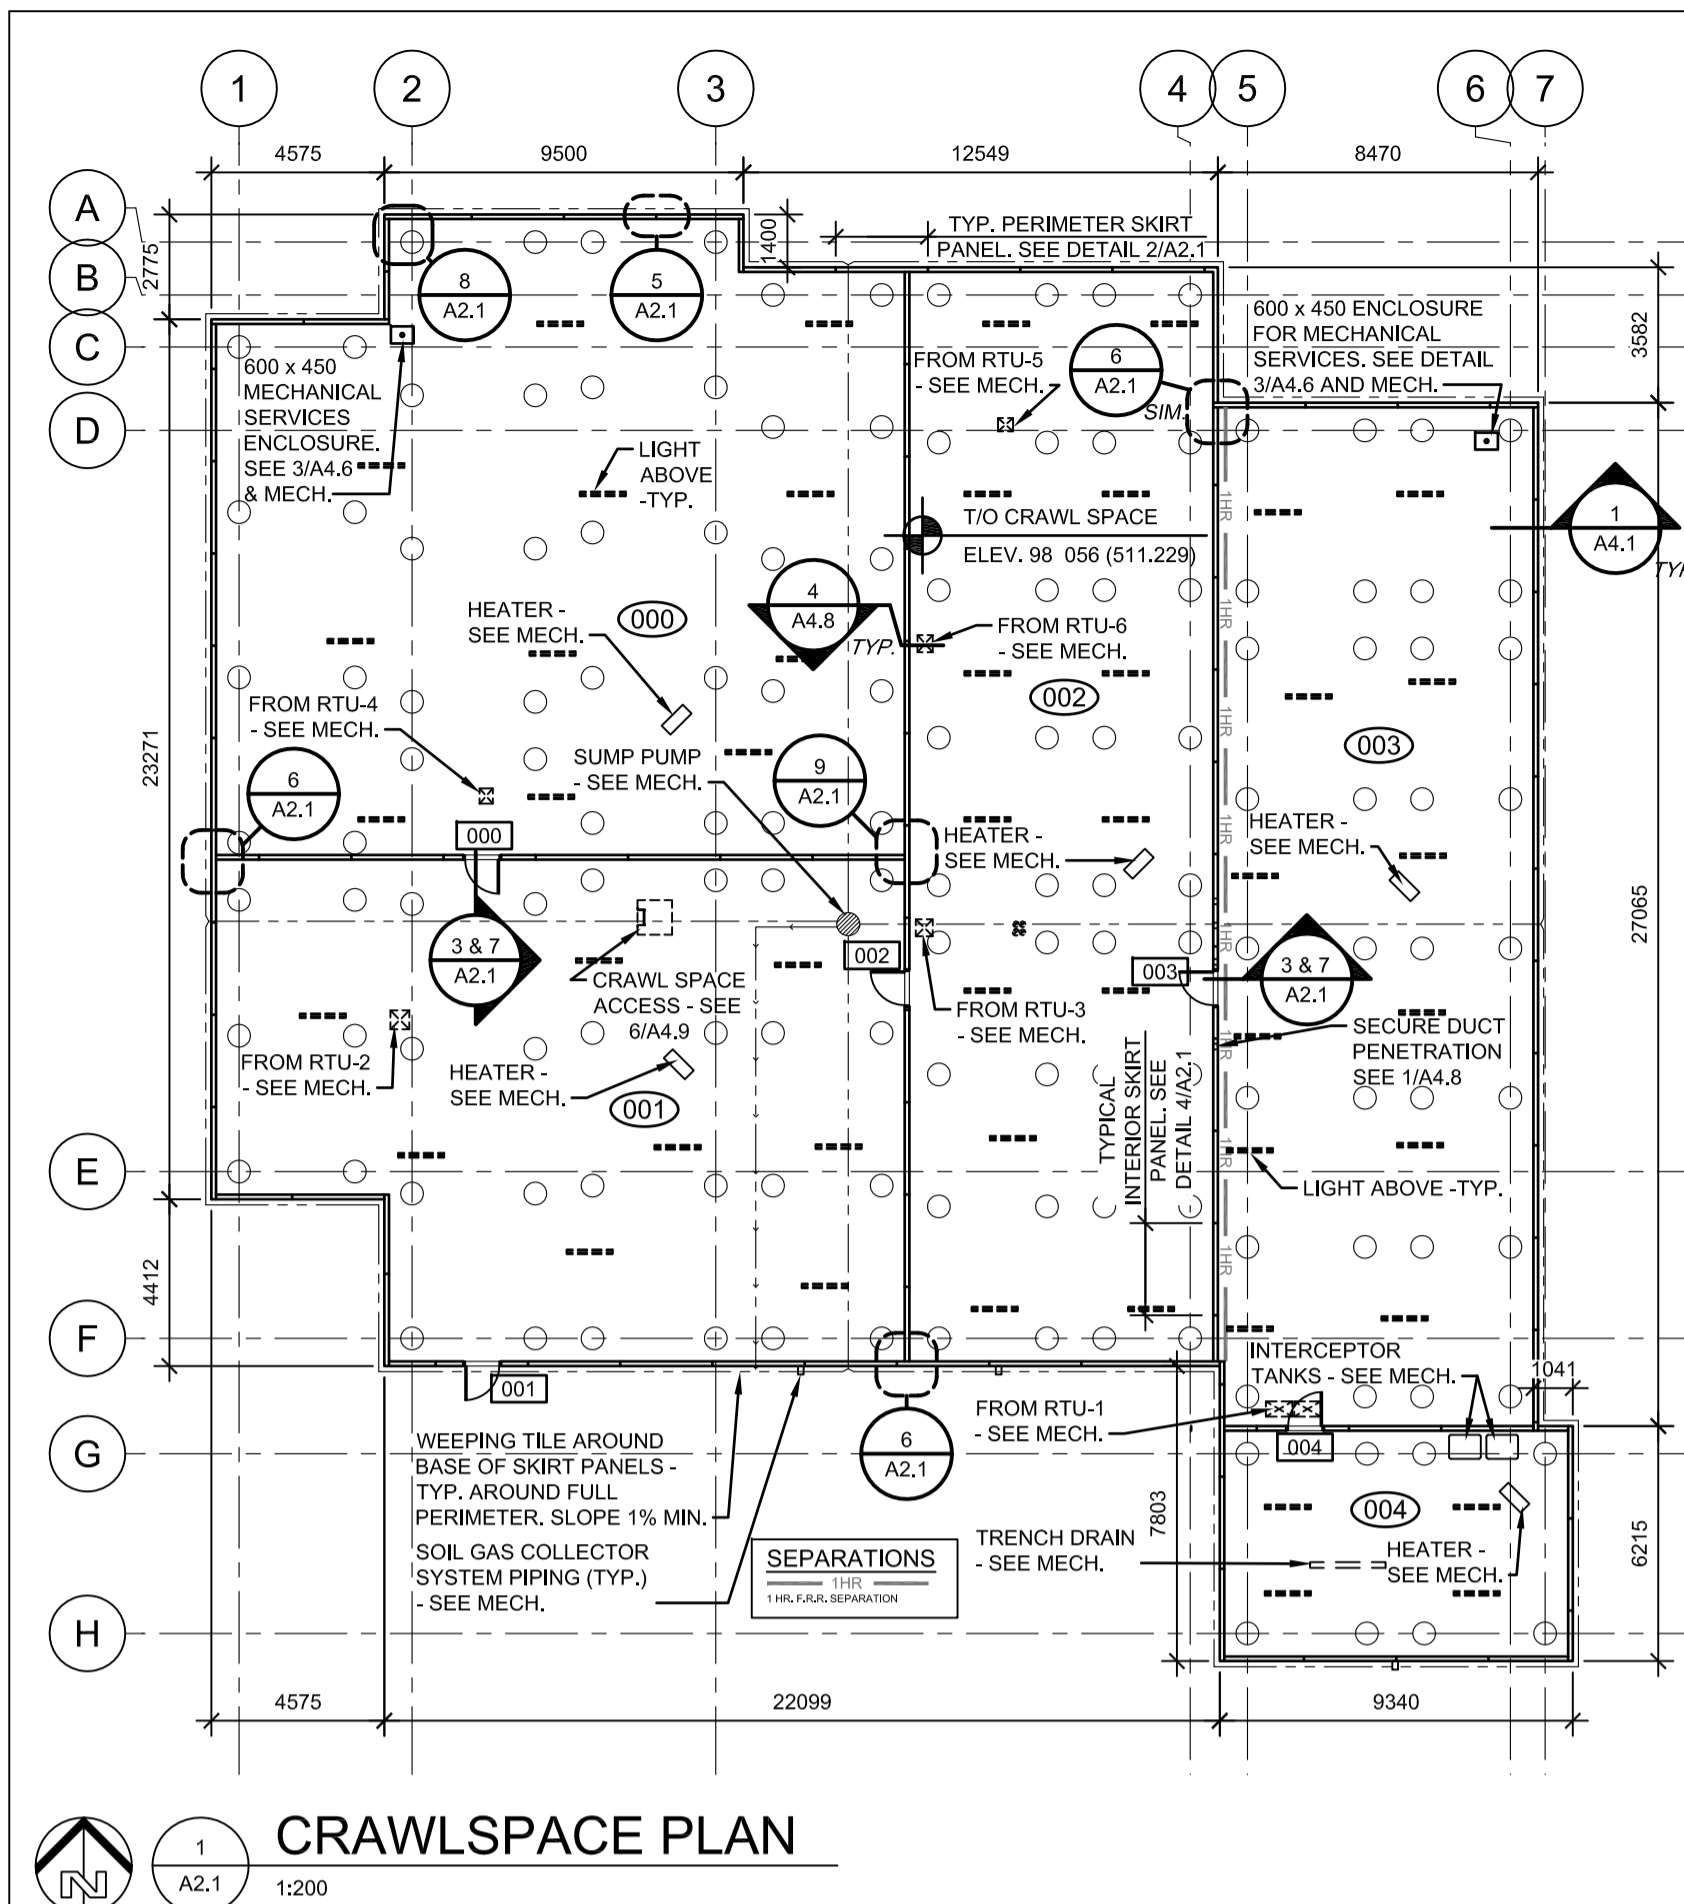 1
2
3
4
5
6
7
4575
9500
12549
8470
A
B
C
D
E
F
G
H
2775
1400
TYP. PERIMETER SKIRT
PANEL. SEE DETAIL 2/A2.1
8
A2.1
5
A2.1
600 x 450
MECHANICAL
SERVICES
ENCLOSURE.
SEE 3/A4.6
& MECH.
FROM RTU-5
- SEE MECH.
6
A2.1
SIM.
600 x 450 ENCLOSURE
FOR MECHANICAL
SERVICES. SEE DETAIL
3/A4.6 AND MECH.
3582
LIGHT
ABOVE
-TYP.
T/O CRAWL SPACE
ELEV. 98 056 (511.229)
1HR
1
A4.1
TYP
HEATER -
SEE MECH.
000
4
A4.8
TYP.
FROM RTU-6
- SEE MECH.
1HR
002
FROM RTU-4
- SEE MECH.
1HR
003
23271
6
A2.1
SUMP PUMP
- SEE MECH.
9
A2.1
000
HEATER -
SEE MECH.
1HR
HEATER -
SEE MECH.
27065
3 & 7
A2.1
002
1HR
003
3 & 7
A2.1
CRAWL SPACE
ACCESS - SEE
6/A4.9
FROM RTU-3
- SEE MECH.
FROM RTU-2
- SEE MECH.
HEATER -
SEE MECH.
001
TYPICAL
INTERIOR SKIRT
PANEL. SEE
DETAIL 4/A2.1
1HR
SECURE DUCT
PENETRATION
SEE 1/A4.8
1HR
LIGHT ABOVE -TYP.
1HR
4412
001
INTERCEPTOR
TANKS - SEE MECH.
1041
FROM RTU-1
- SEE MECH.
6
A2.1
004
WEEPING TILE AROUND
BASE OF SKIRT PANELS -
TYP. AROUND FULL
PERIMETER. SLOPE 1% MIN.
SOIL GAS COLLECTOR
SYSTEM PIPING (TYP.)
- SEE MECH.
SEPARATIONS
1HR
1 HR. F.R.R. SEPARATION
TRENCH DRAIN
- SEE MECH.
7803
004
HEATER -
SEE MECH.
6215
4575
22099
9340
N
1
A2.1
CRAWLSPACE PLAN
1:200